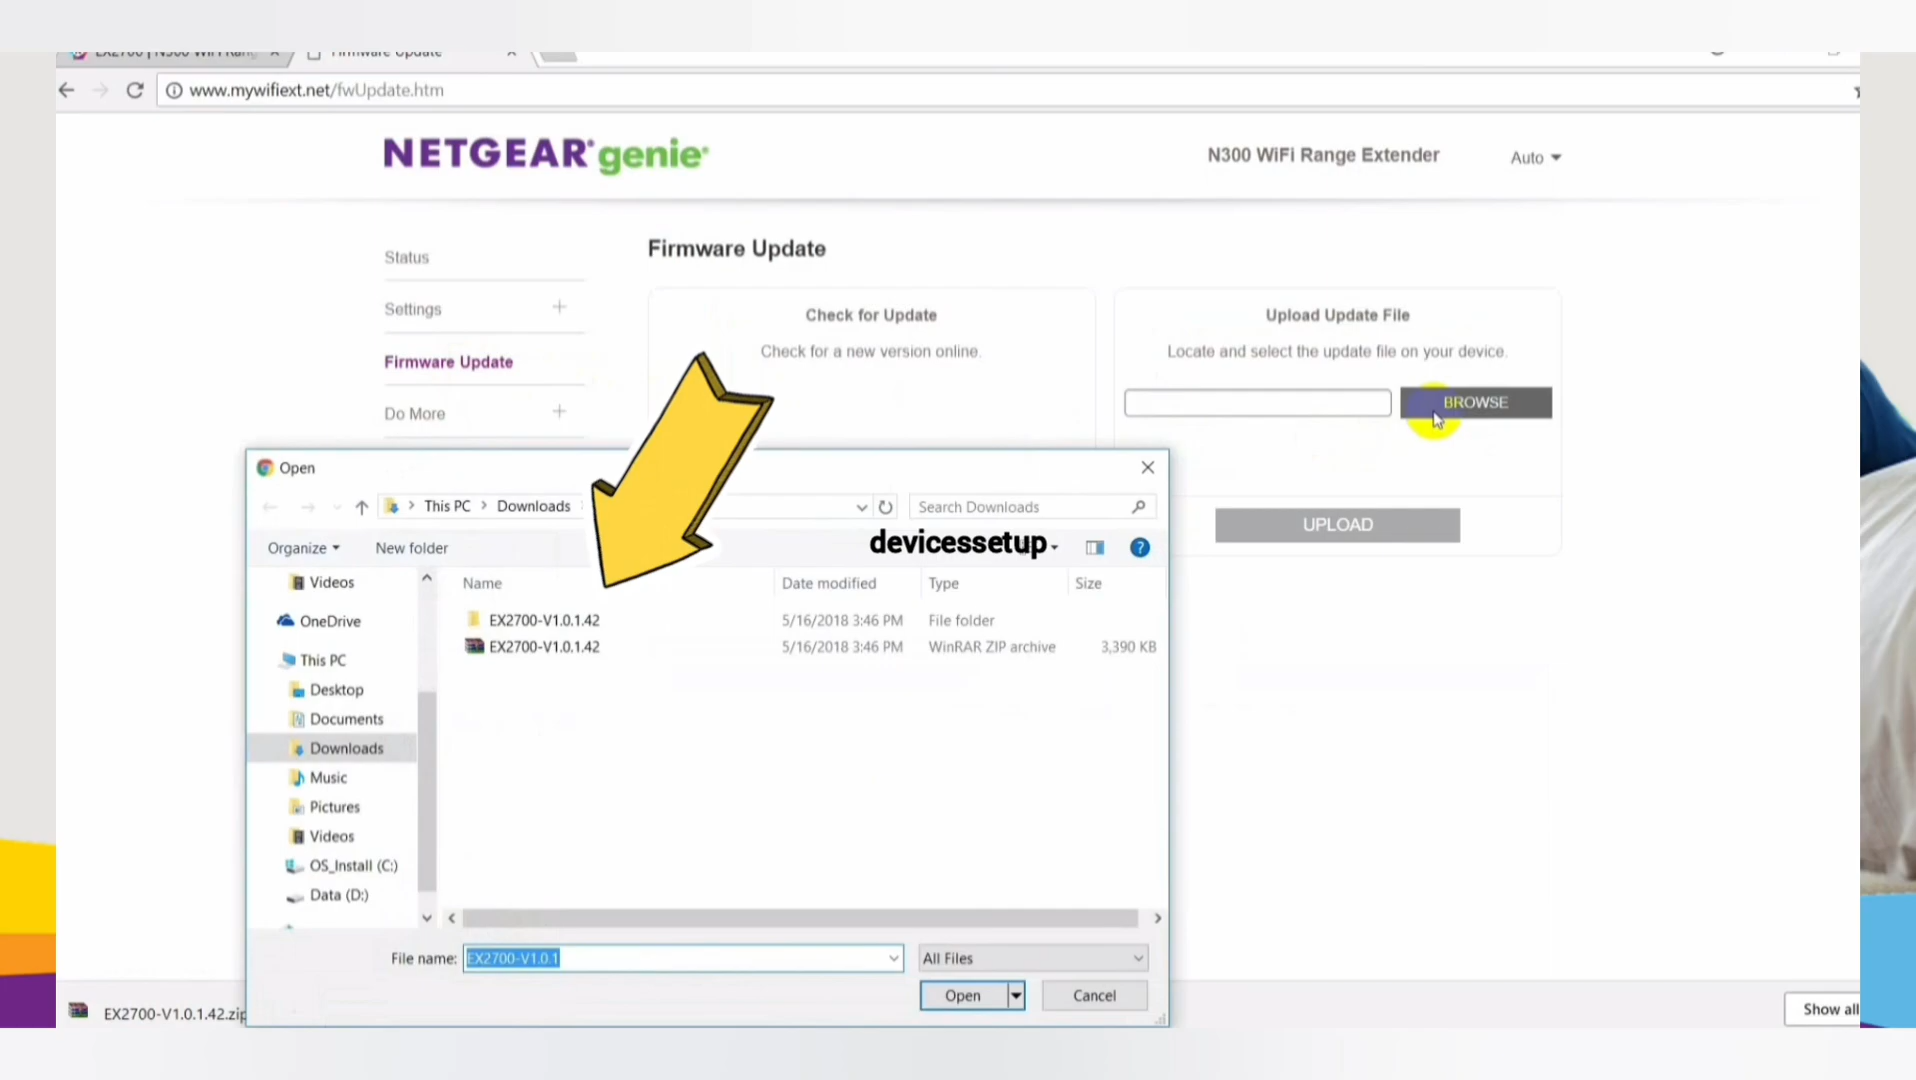 Firmware Update
www.mywifiext.net/fwUpdate.htm
NETGEAR® genie®
N300 WiFi Range Extender
Auto
Status
Settings
Firmware Update
Do More
Firmware Update
Check for Update
Check for a new version online.
Upload Update File
Locate and select the update file on your device.
BROWSE
UPLOAD
Open
This PC > Downloads
Search Downloads
Organize
New folder
devicessetup
Videos
OneDrive
This PC
Desktop
Documents
Downloads
Music
Pictures
Videos
OS_Install (C:)
Data (D:)
Name Date modified Type Size
EX2700-V1.0.1.42 5/16/2018 3:46 PM File folder
EX2700-V1.0.1.42 5/16/2018 3:46 PM WinRAR ZIP archive 3,390 KB
File name: EX2700-V1.0.1
All Files
Open
Cancel
EX2700-V1.0.1.42.zip
Show all